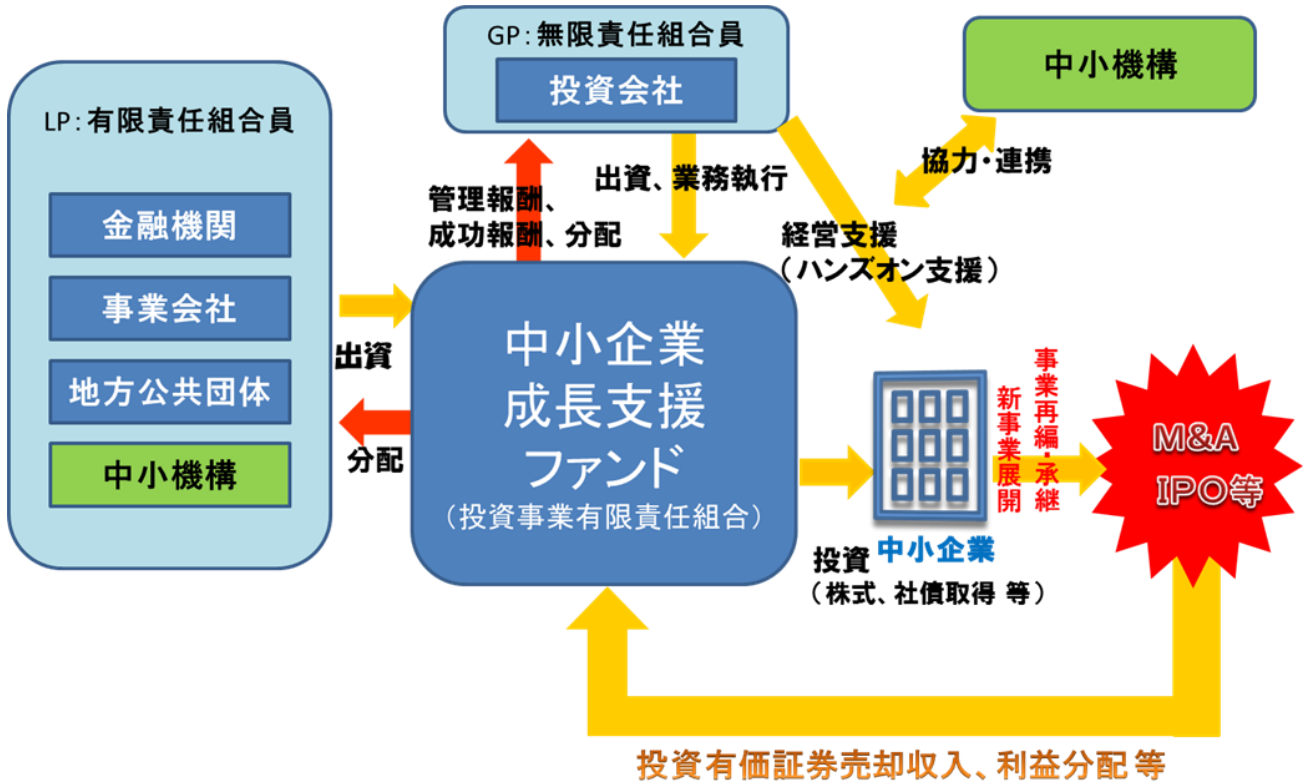 GP：無限責任組合員
投資会社
中小機構
LP：有限責任組合員
金融機関
事業会社
地方公共団体
中小機構
管理報酬、
成功報酬、分配
出資、業務執行
協力・連携
経営支援
（ハンズオン支援）
出資
分配
中小企業
成長支援
ファンド
（投資事業有限責任組合）
事業再編・承継
新事業展開
M&A
IPO等
投資
中小企業
（株式、社債取得 等）
投資有価証券売却収入、利益分配 等